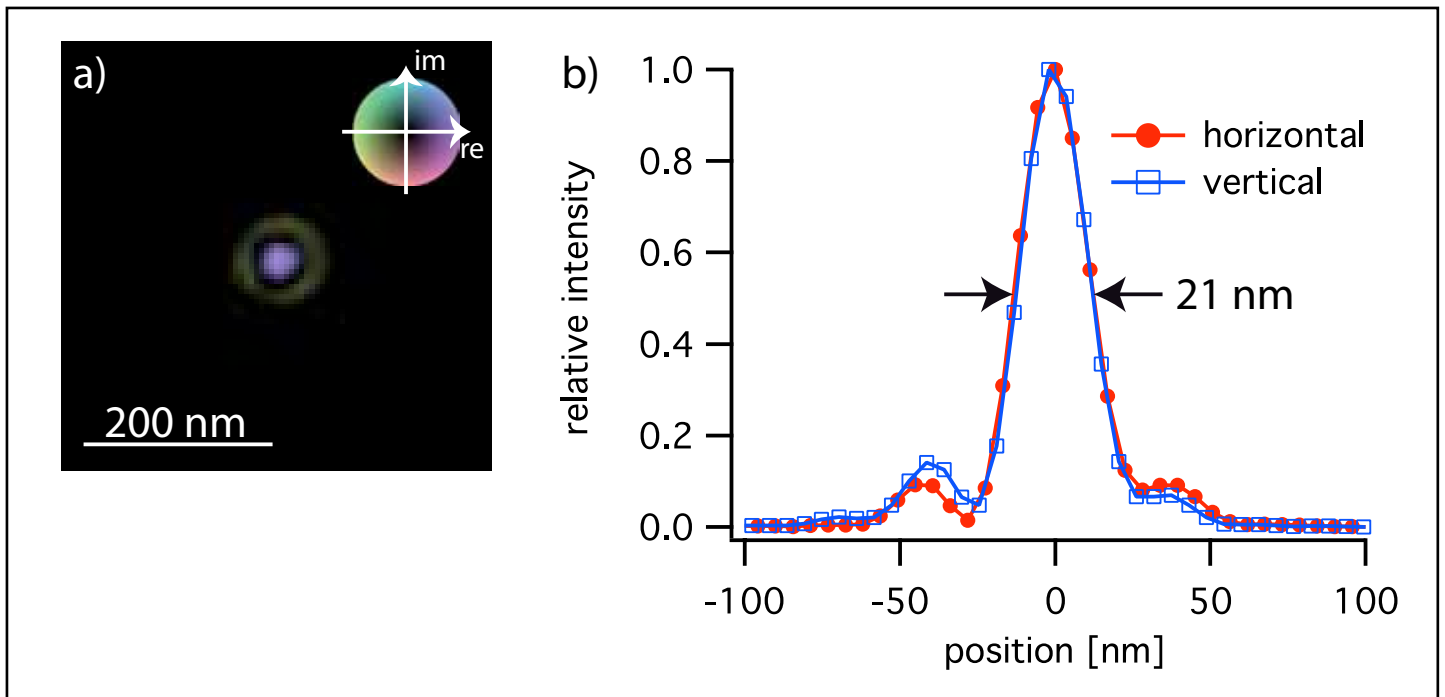 a)
im
re
200 nm
b)
relative intensity
1.0
0.8
0.6
0.4
0.2
0.0
horizontal
vertical
21 nm
-100
-50
0
50
100
position [nm]